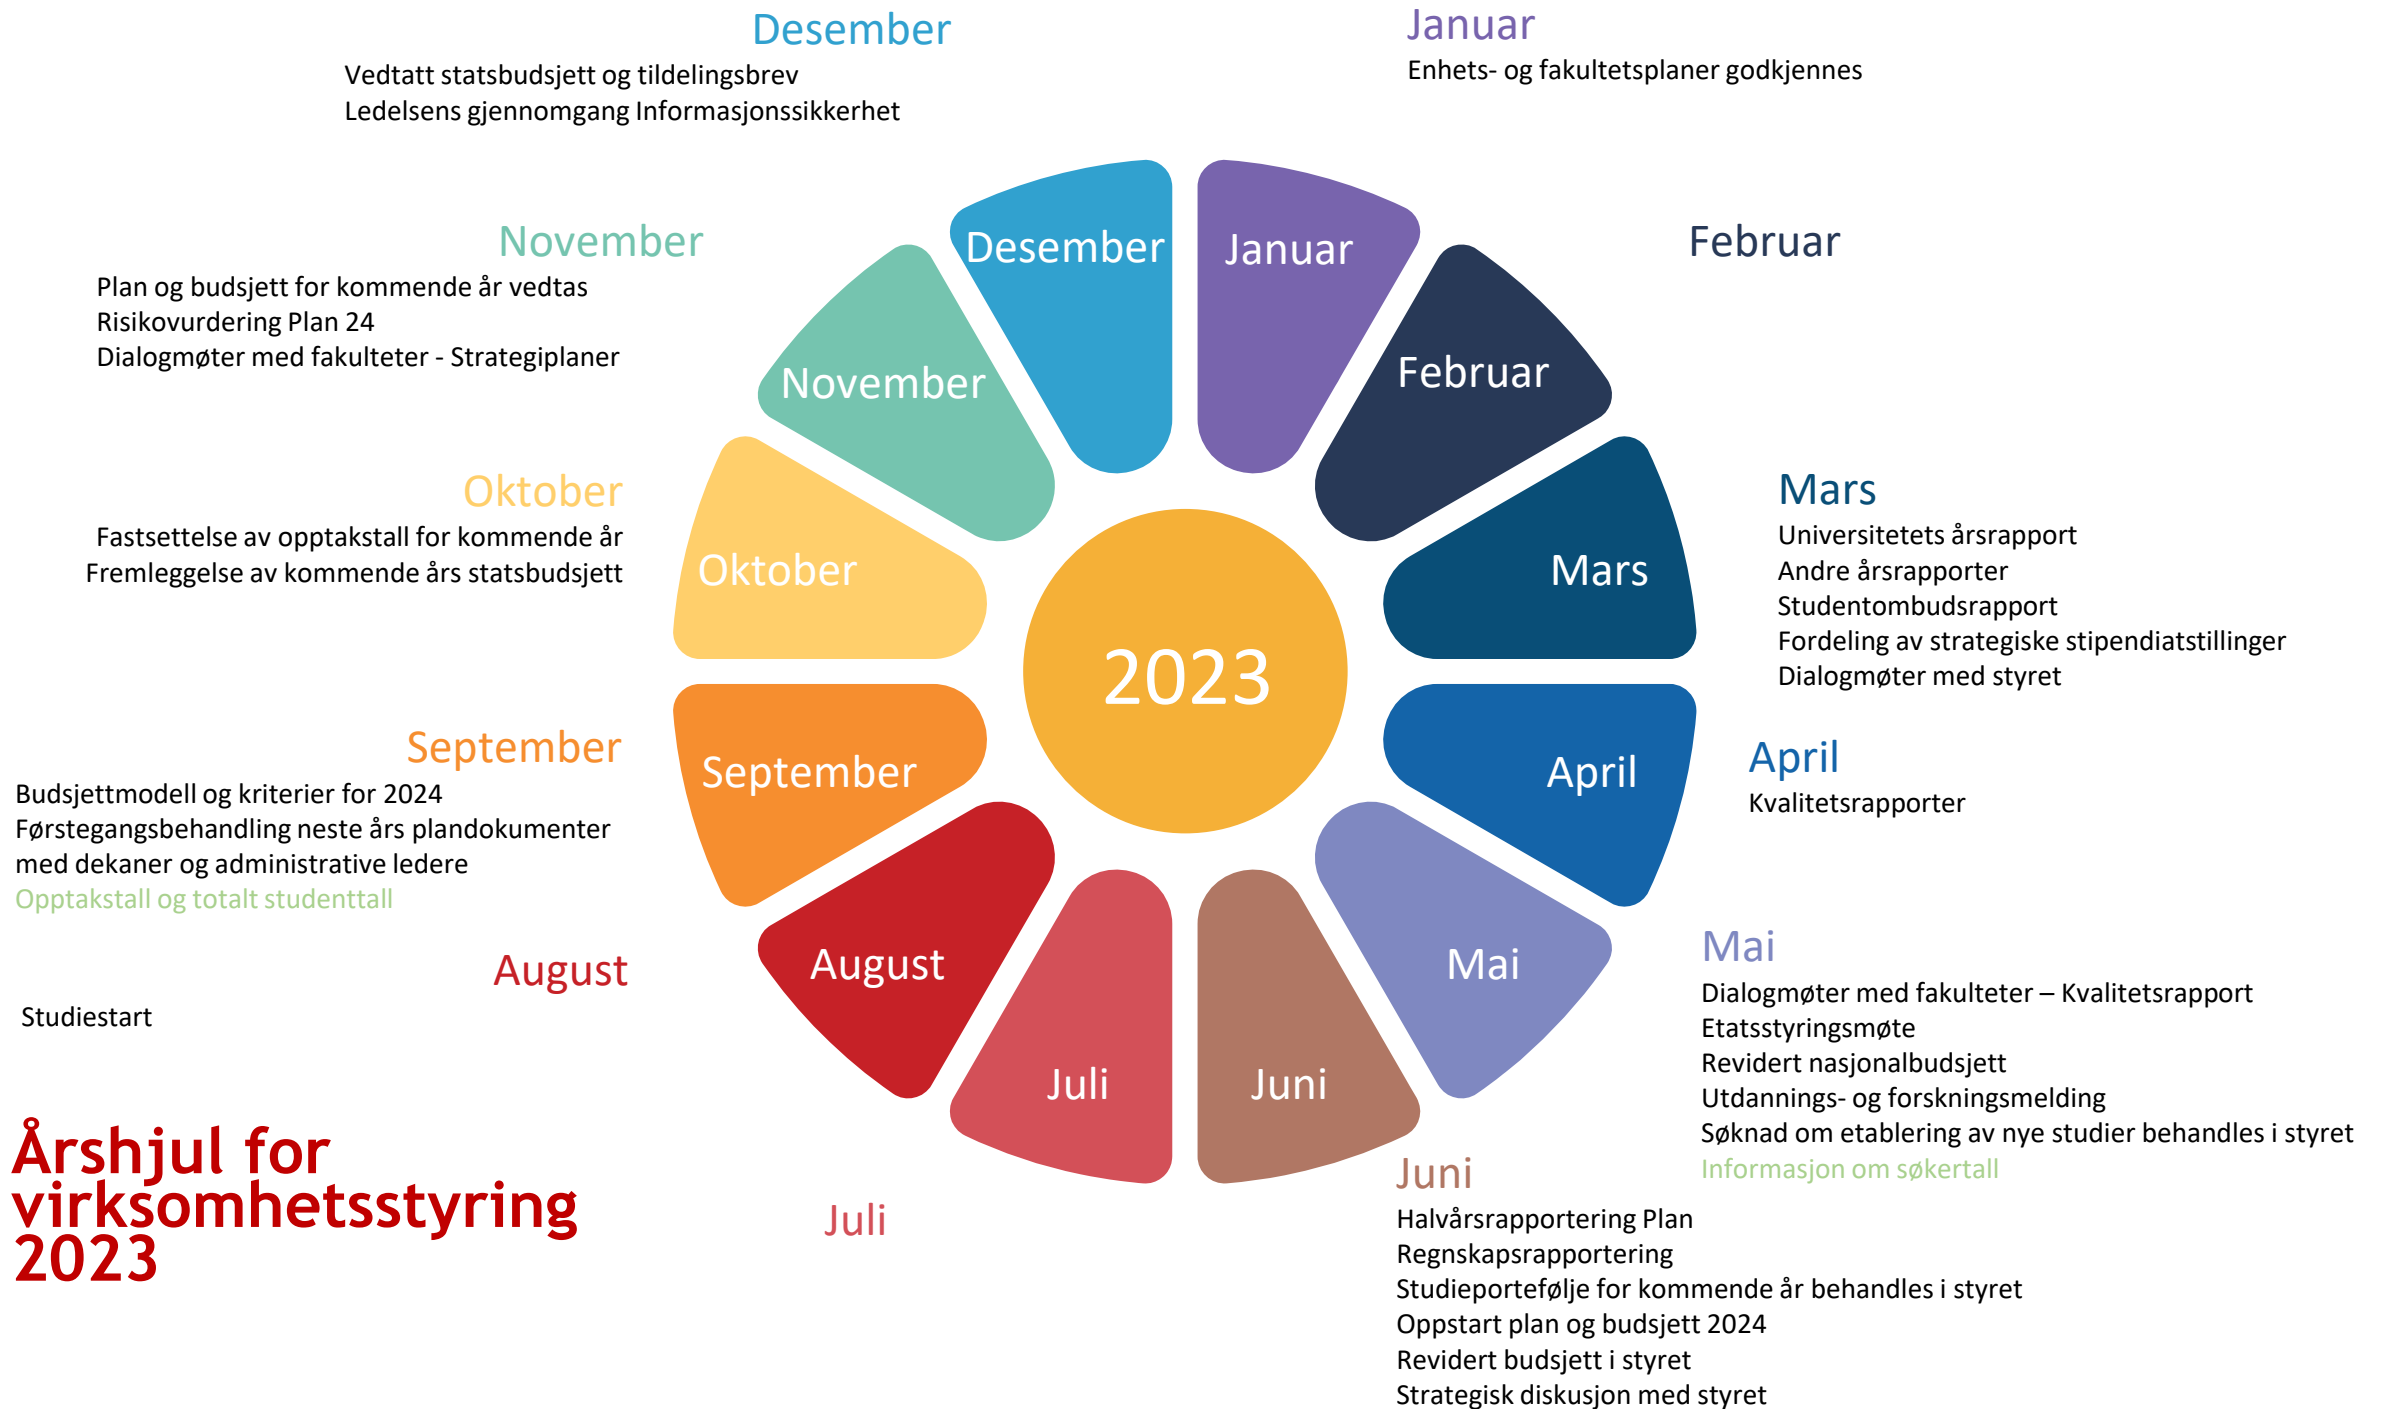 Desember
Vedtatt statsbudsjett og tildelingsbrev
Ledelsens gjennomgang Informasjonssikkerhet
Januar
Enhets- og fakultetsplaner godkjennes
November
Plan og budsjett for kommende år vedtas
Risikovurdering Plan 24
Dialogmøter med fakulteter - Strategiplaner
Februar
Oktober
Fastsettelse av opptakstall for kommende år
Fremleggelse av kommende års statsbudsjett
Mars
Universitetets årsrapport
Andre årsrapporter
Studentombudsrapport
Fordeling av strategiske stipendiatstillinger
Dialogmøter med styret
September
Budsjettmodell og kriterier for 2024
Førstegangsbehandling neste års plandokumenter
med dekaner og administrative ledere
Opptakstall og totalt studenttall
April
Kvalitetsrapporter
August
Studiestart
Mai
Dialogmøter med fakulteter – Kvalitetsrapport
Etatsstyringsmøte
Revidert nasjonalbudsjett
Utdannings- og forskningsmelding
Søknad om etablering av nye studier behandles i styret
Informasjon om søkertall
Juli
Juni
Halvårsrapportering Plan
Regnskapsrapportering
Studieportefølje for kommende år behandles i styret
Oppstart plan og budsjett 2024
Revidert budsjett i styret
Strategisk diskusjon med styret
Desember
Januar
November
Februar
Oktober
Mars
2023
September
April
August
Mai
Juli
Juni
Årshjul for
virksomhetsstyring
2023